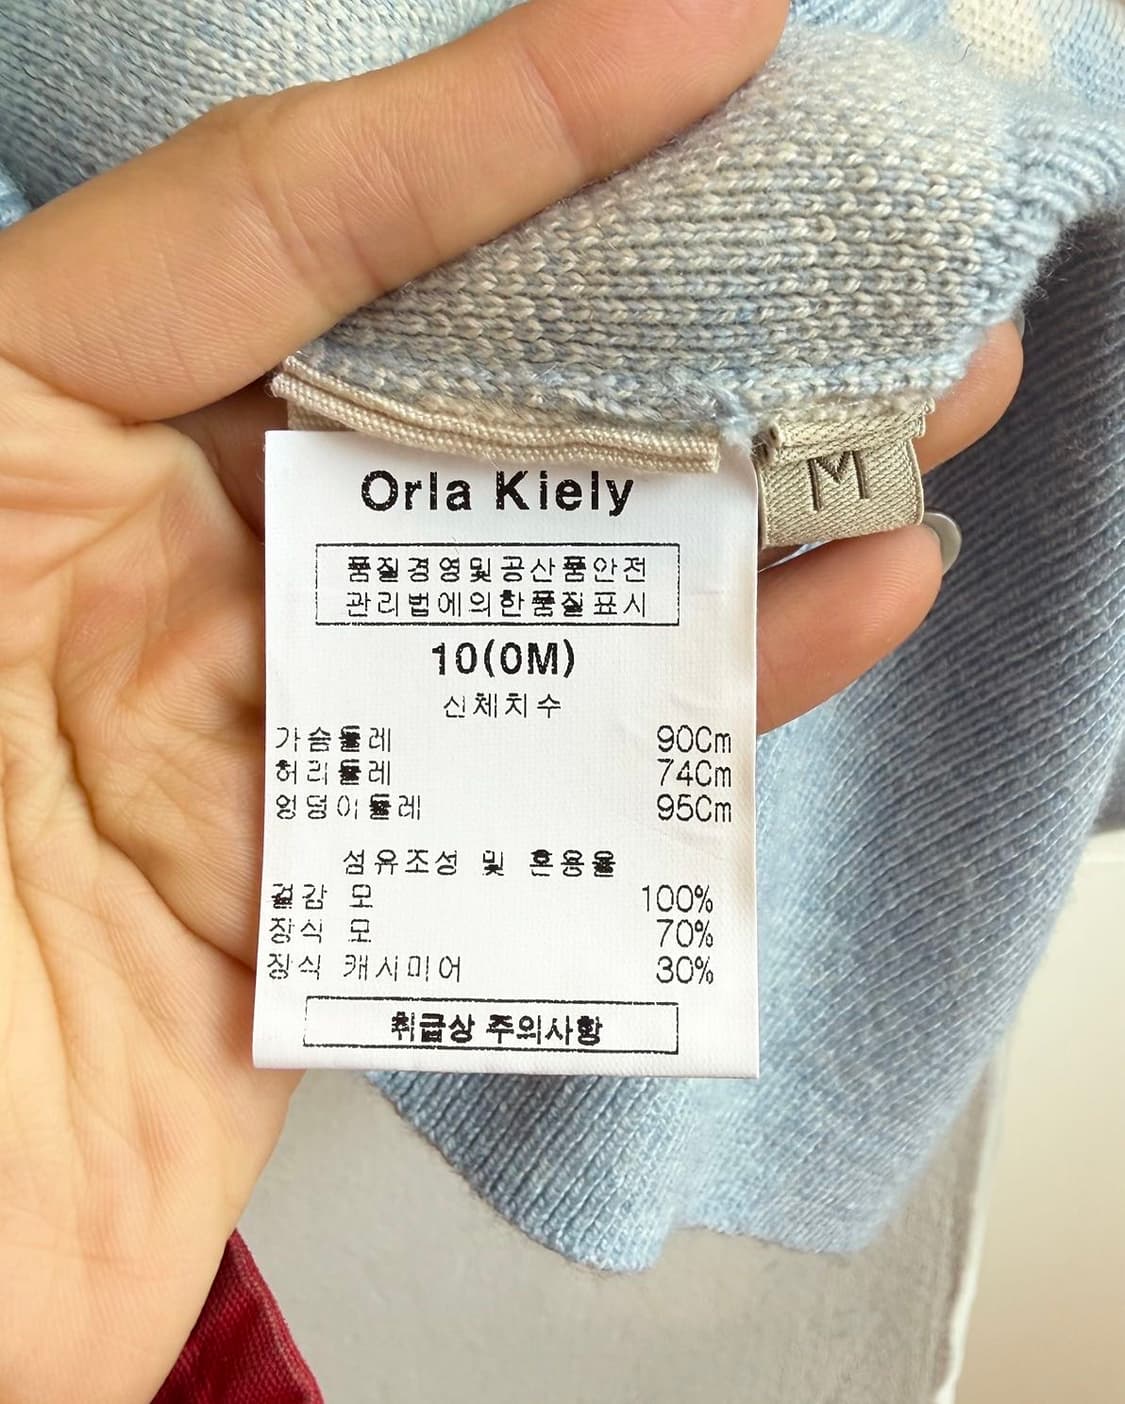 Orla Kiely
M
품질경영및공산품안전
관리법에의한품질표시
10(0M)
신체치수
가슴둘레 90Cm
허리둘레 74Cm
엉덩이둘레 95Cm
섬유조성 및 혼용율
겉감 모 100%
장식 모 70%
장식 캐시미어 30%
취급상 주의사항